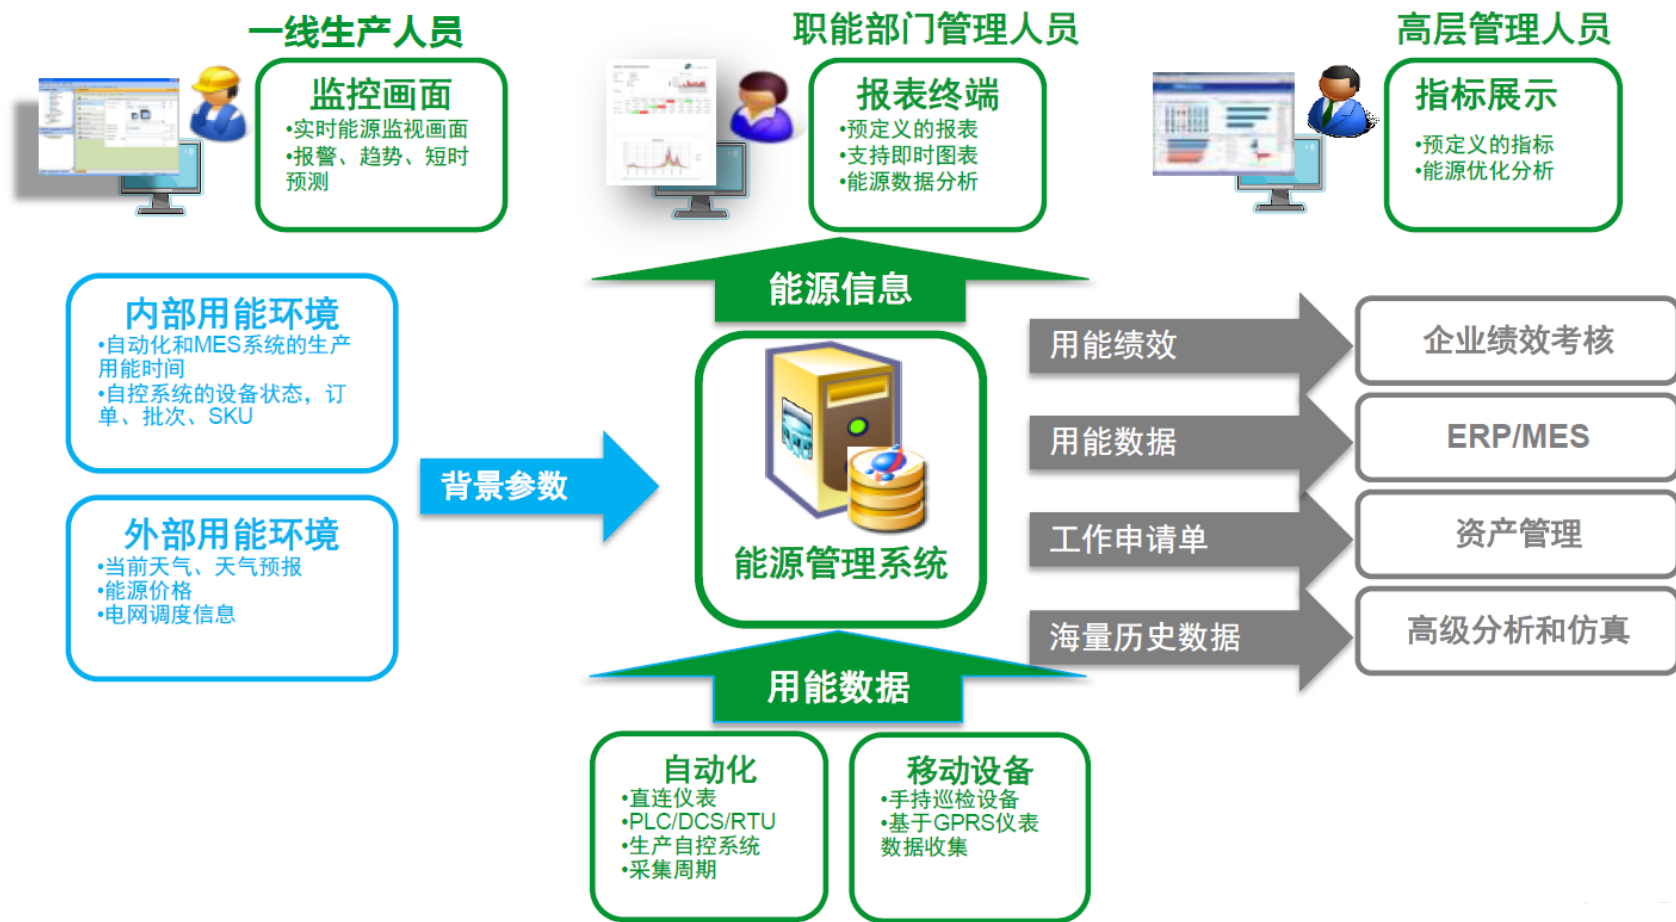 一线生产人员
职能部门管理人员
高层管理人员
监控画面
•实时能源监视画面
•报警、趋势、短时
预测
报表终端
•预定义的报表
•支持即时图表
•能源数据分析
指标展示
•预定义的指标
•能源优化分析
能源信息
内部用能环境
•自动化和MES系统的生产
用能时间
•自控系统的设备状态，订
单、批次、SKU
外部用能环境
•当前天气、天气预报
•能源价格
•电网调度信息
背景参数
能源管理系统
用能绩效
企业绩效考核
用能数据
ERP/MES
工作申请单
资产管理
海量历史数据
高级分析和仿真
用能数据
自动化
•直连仪表
•PLC/DCS/RTU
•生产自控系统
•采集周期
移动设备
•手持巡检设备
•基于GPRS仪表
数据收集